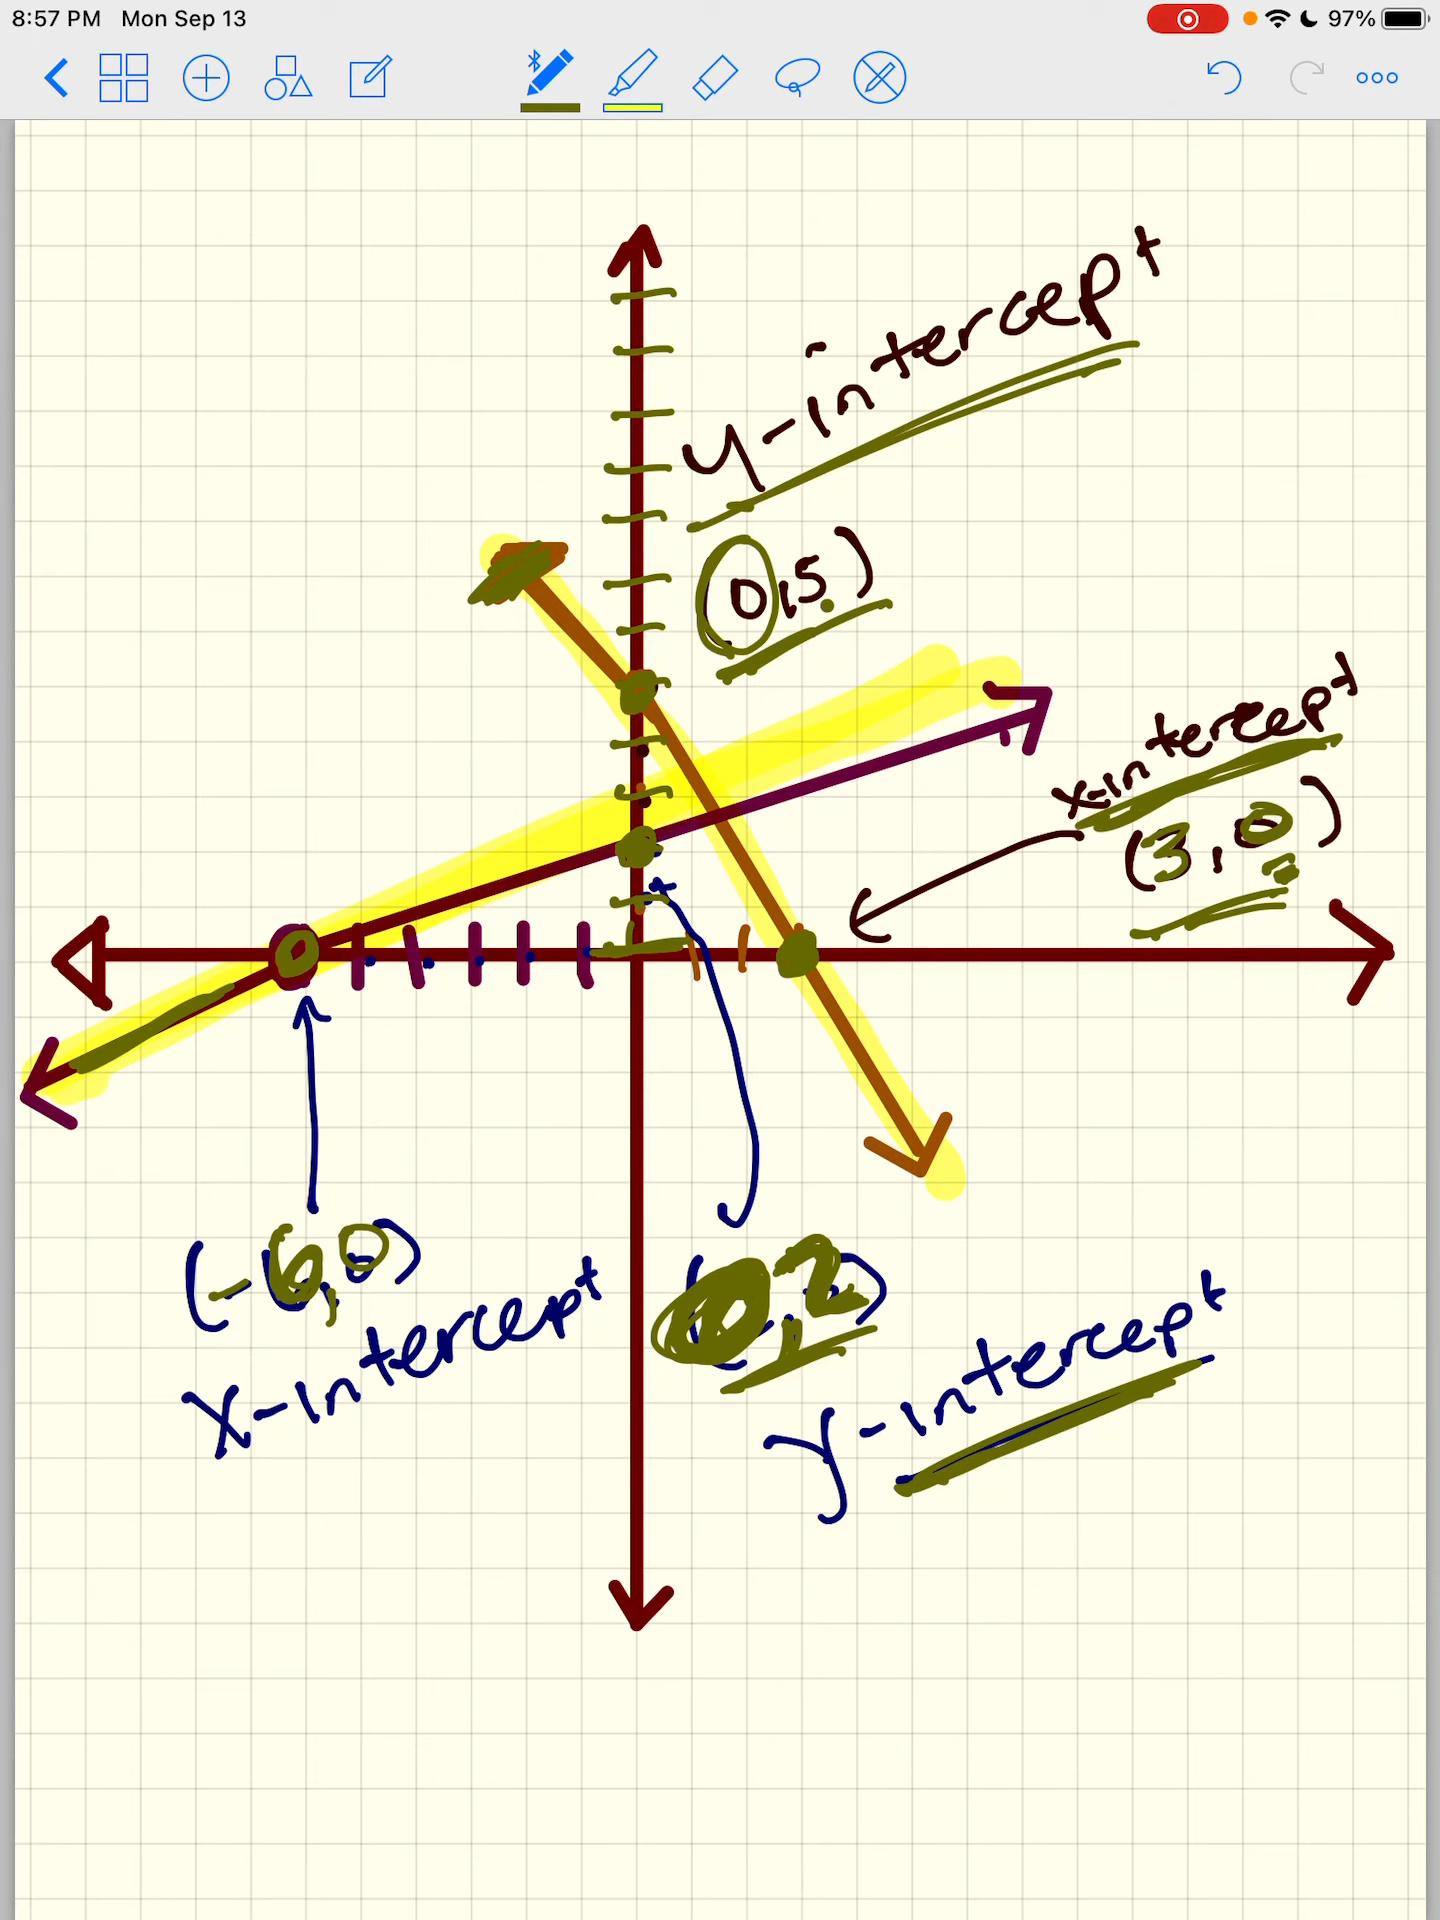 8:57 PM Mon Sep 13
97%
y-intercept
(0,5)
x-intercept
(3,0)
(-6,0)
x-intercept
(0,2)
y-intercept